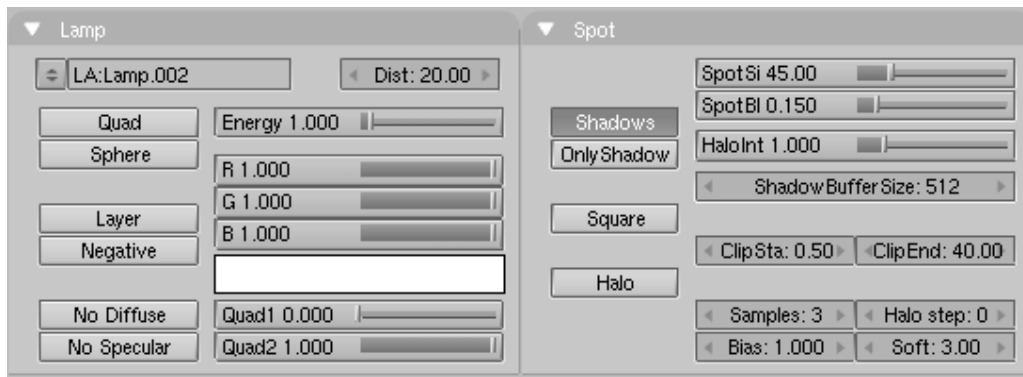 Lamp
LA:Lamp.002
Dist: 20.00
Quad
Energy 1.000
Sphere
R 1.000
G 1.000
Layer
B 1.000
Negative
No Diffuse
Quad1 0.000
No Specular
Quad2 1.000
Spot
SpotSi 45.00
SpotBl 0.150
Shadows
HaloInt 1.000
OnlyShadow
ShadowBufferSize: 512
Square
ClipSta: 0.50
ClipEnd: 40.00
Halo
Samples: 3
Halo step: 0
Bias: 1.000
Soft: 3.00